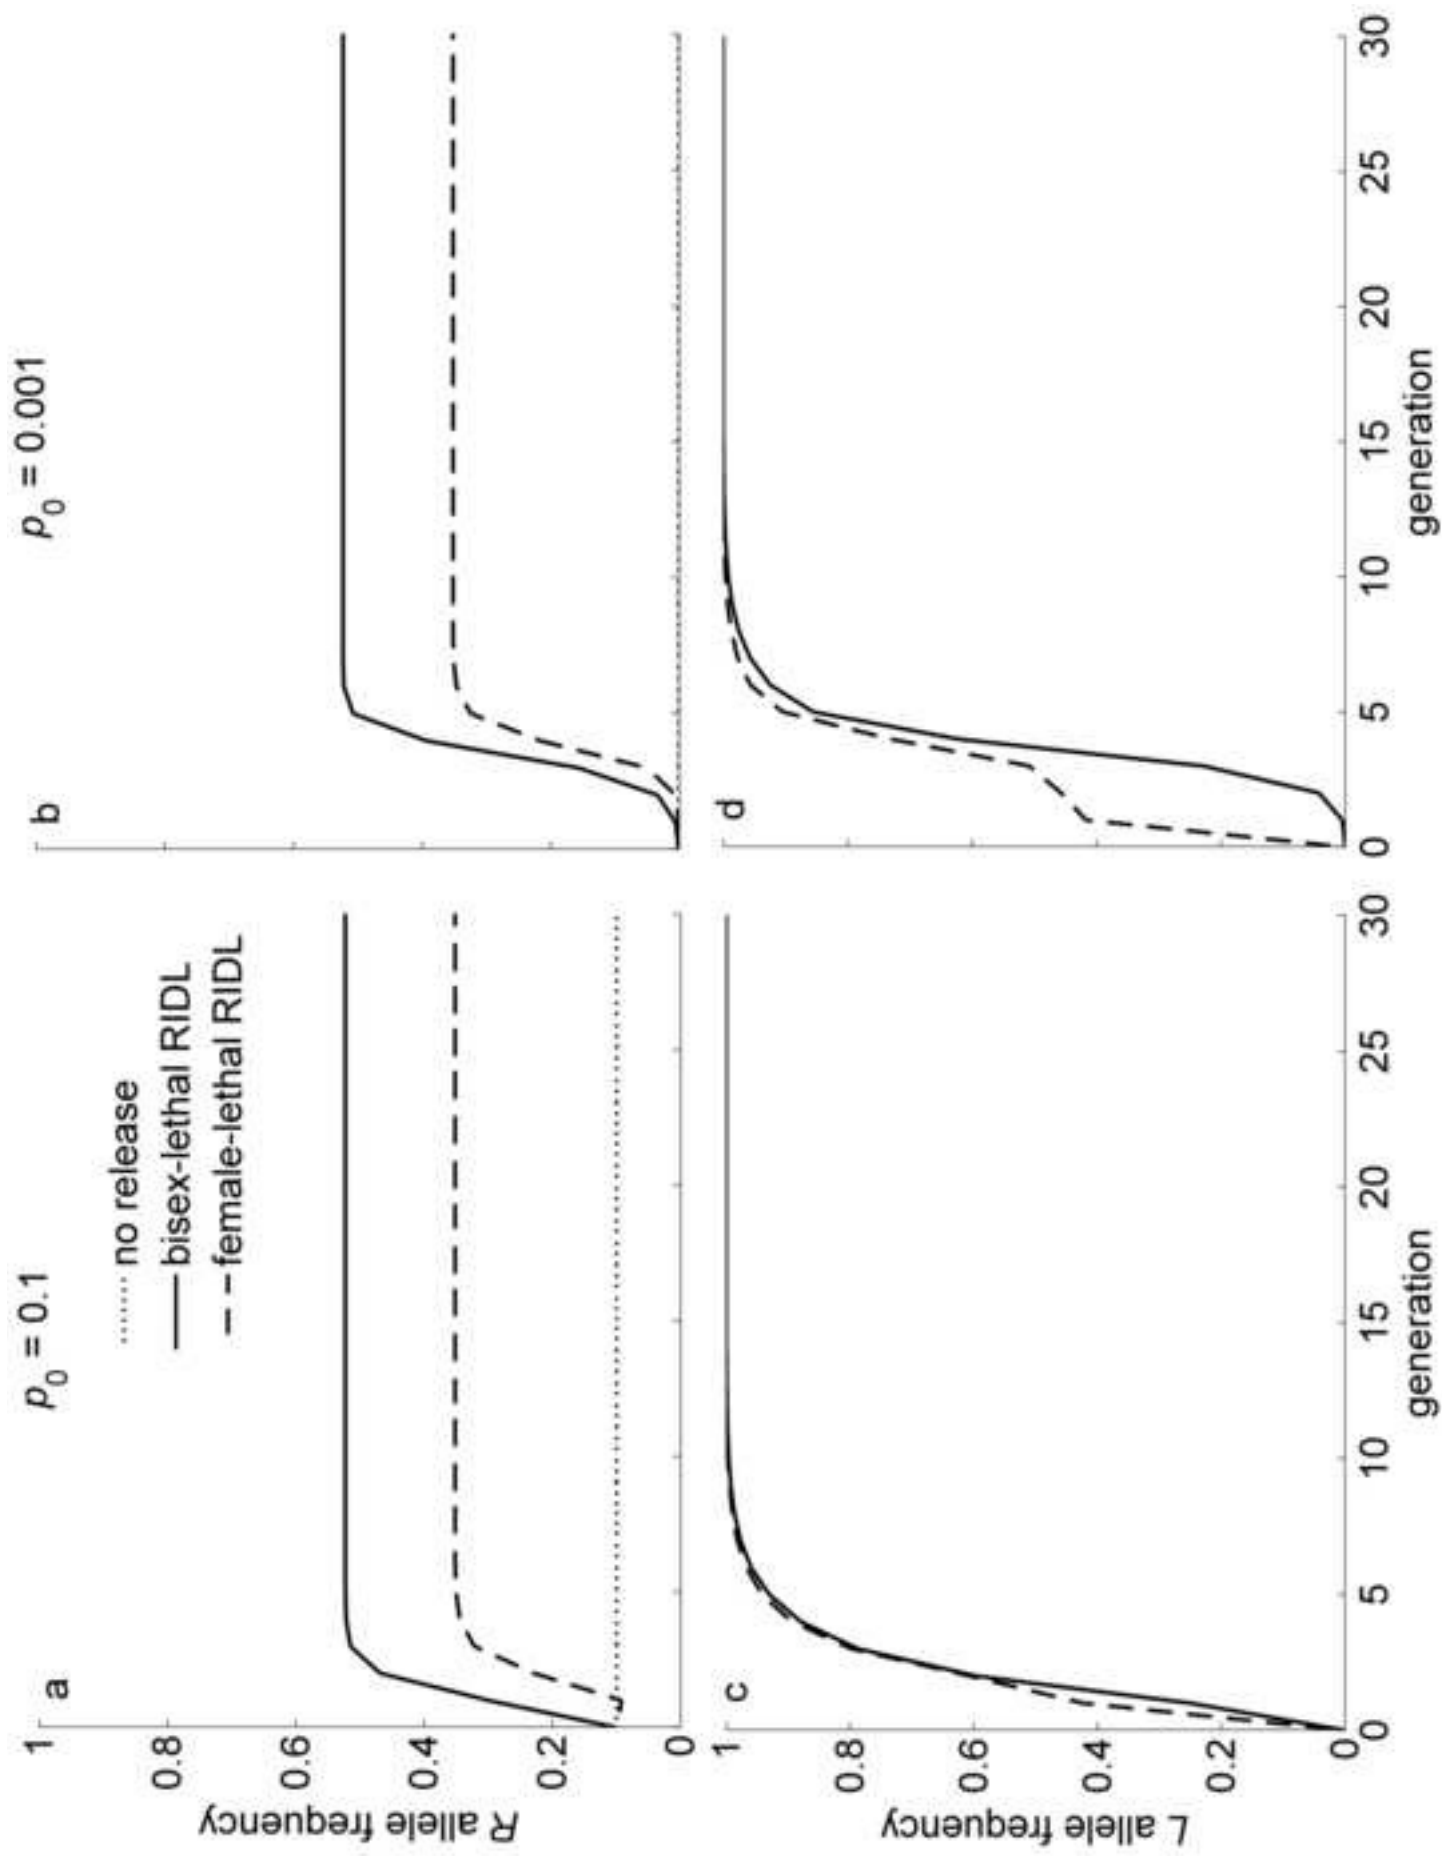 p0 = 0.1
p0 = 0.001
a
b
no release
bisex-lethal RIDL
female-lethal RIDL
R allele frequency
1
0.8
0.6
0.4
0.2
0
c
d
L allele frequency
1
0.8
0.6
0.4
0.2
0
0 5 10 15 20 25 30
0 5 10 15 20 25 30
generation
generation